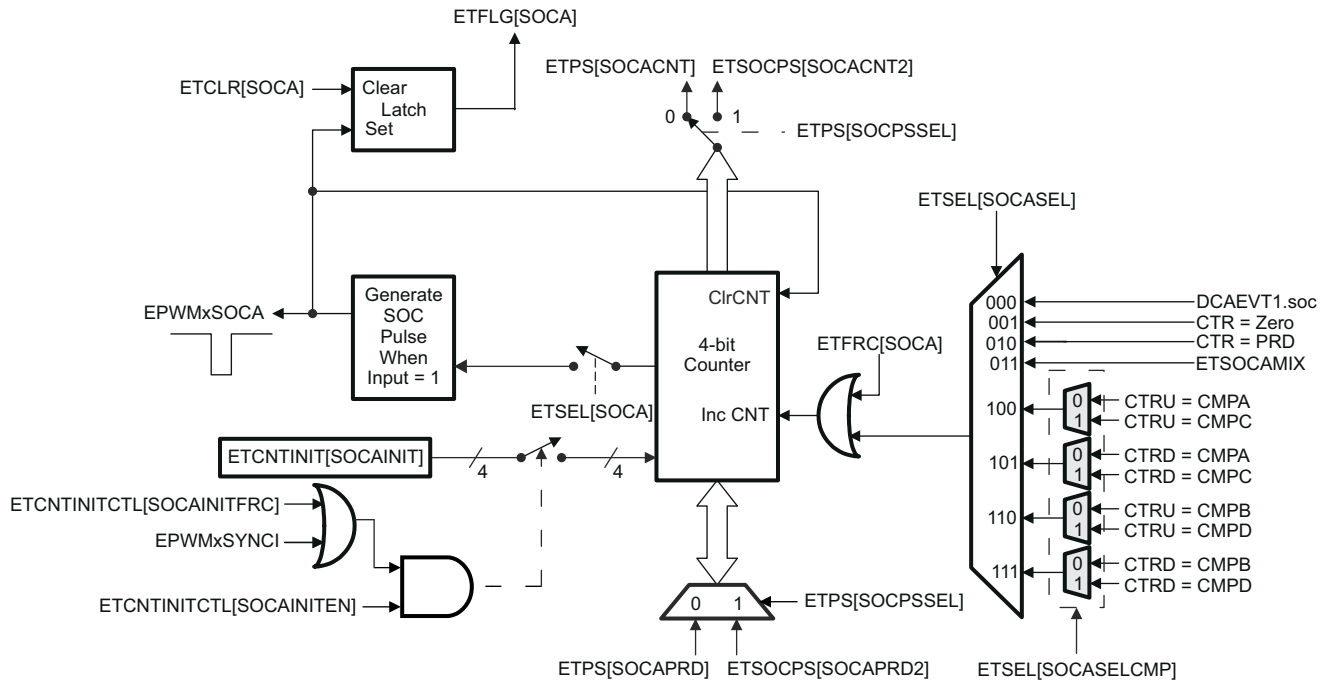 ETFLG[SOCA]
ETCLR[SOCA]
Clear
Latch
Set
ETPS[SOCACNT]
ETSOCPS[SOCACNT2]
0
1
ETPS[SOCPSSEL]
ETSEL[SOCASEL]
EPWMxSOCA
Generate
SOC
Pulse
When
Input = 1
ClrCNT
4-bit
Counter
Inc CNT
ETSEL[SOCA]
ETFRC[SOCA]
000
DCAEVT1.soc
001
CTR = Zero
010
CTR = PRD
011
ETSOCAMIX
100
0
CTRU = CMPA
1
CTRU = CMPC
101
0
CTRD = CMPA
1
CTRD = CMPC
110
0
CTRU = CMPB
1
CTRU = CMPD
111
0
CTRD = CMPB
1
CTRD = CMPD
ETSEL[SOCASELCMP]
ETCNTINIT[SOCAINIT]
4
4
ETCNTINITCTL[SOCAINITFRC]
EPWMxSYNCI
ETCNTINITCTL[SOCAINITEN]
0
1
ETPS[SOCPSSEL]
ETPS[SOCAPRD]
ETSOCPS[SOCAPRD2]